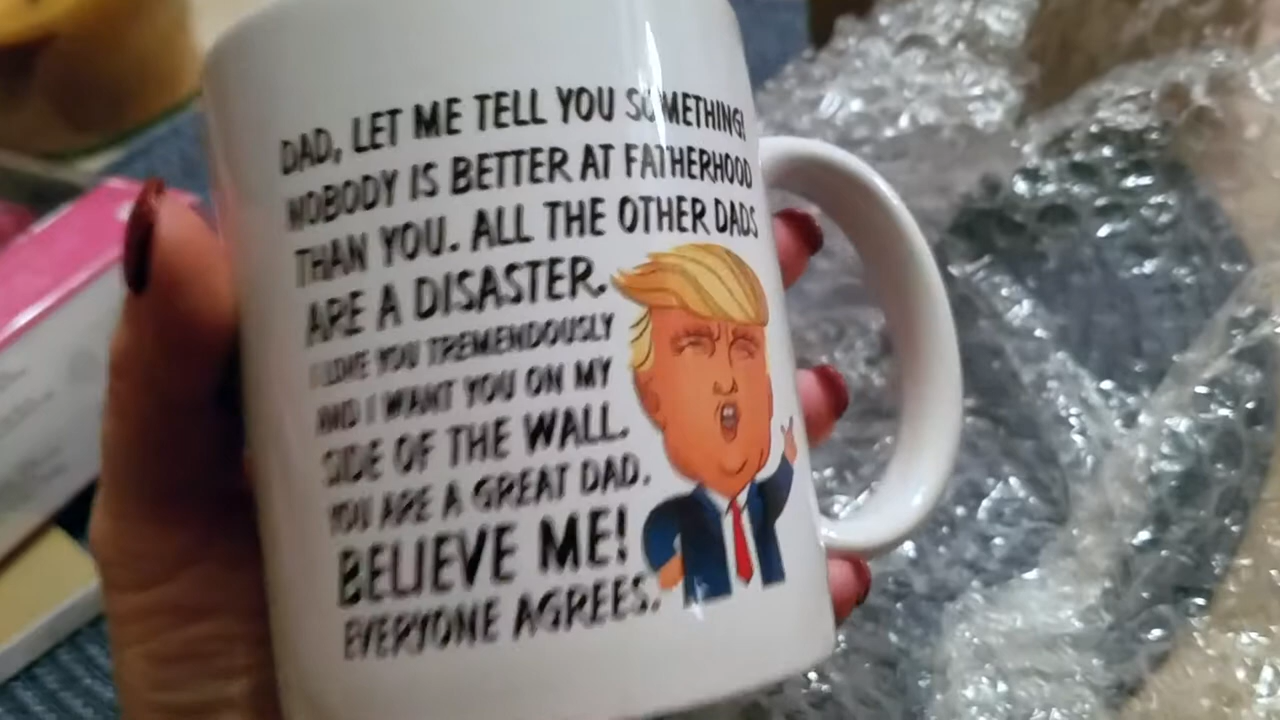 DAD, LET ME TELL YOU SOMETHING!
NOBODY IS BETTER AT FATHERHOOD
THAN YOU. ALL THE OTHER DADS
ARE A DISASTER.
I LOVE YOU TREMENDOUSLY
AND I WANT YOU ON MY
SIDE OF THE WALL.
YOU ARE A GREAT DAD.
BELIEVE ME!
EVERYONE AGREES.